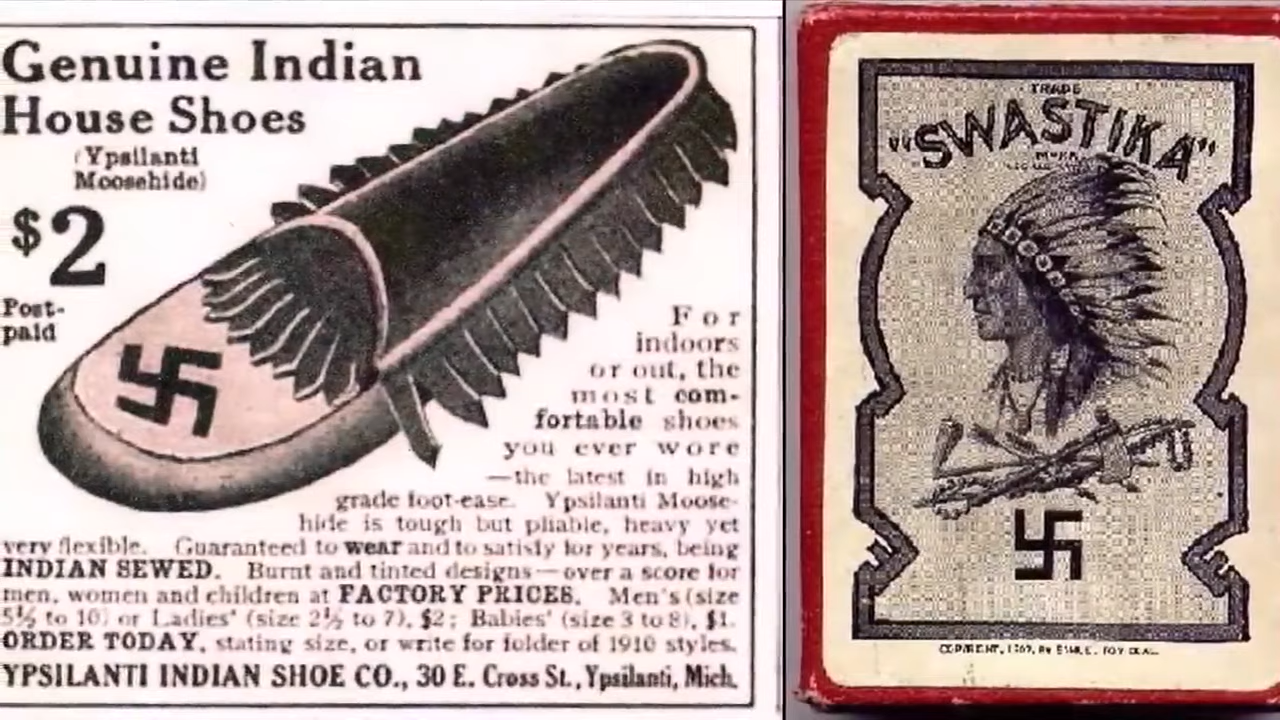 Genuine Indian
House Shoes
(Ypsilanti
Moosehide)
$2
Post-
paid
For
indoors
or out, the
most com-
fortable shoes
you ever wore
—the latest in high
grade foot-ease. Ypsilanti Moose-
hide is tough but pliable, heavy yet
very flexible. Guaranteed to wear and to satisfy for years, being
INDIAN SEWED. Burnt and tinted designs—over a score for
men, women and children at FACTORY PRICES. Men's (size
5½ to 10) or Ladies' (size 2½ to 7), $2; Babies' (size 3 to 8), $1.
ORDER TODAY, stating size, or write for folder of 1910 styles.
YPSILANTI INDIAN SHOE CO., 30 E. Cross St., Ypsilanti, Mich.
TRADE
"SWASTIKA"
MARK
COPYRIGHT, 1907, BY